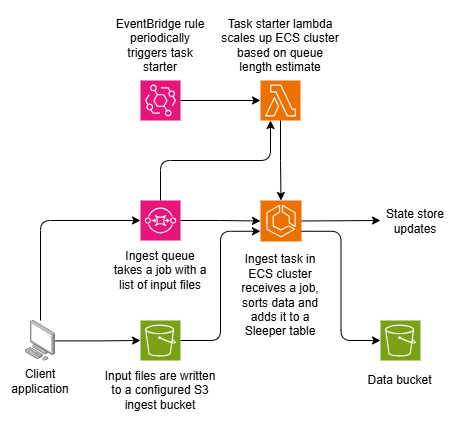 EventBridge rule
periodically
triggers task
starter
Task starter lambda
scales up ECS cluster
based on queue
length estimate
Ingest queue
takes a job with a
list of input files
Ingest task in
ECS cluster
receives a job,
sorts data and
adds it to a
Sleeper table
State store
updates
Client
application
Input files are written
to a configured S3
ingest bucket
Data bucket